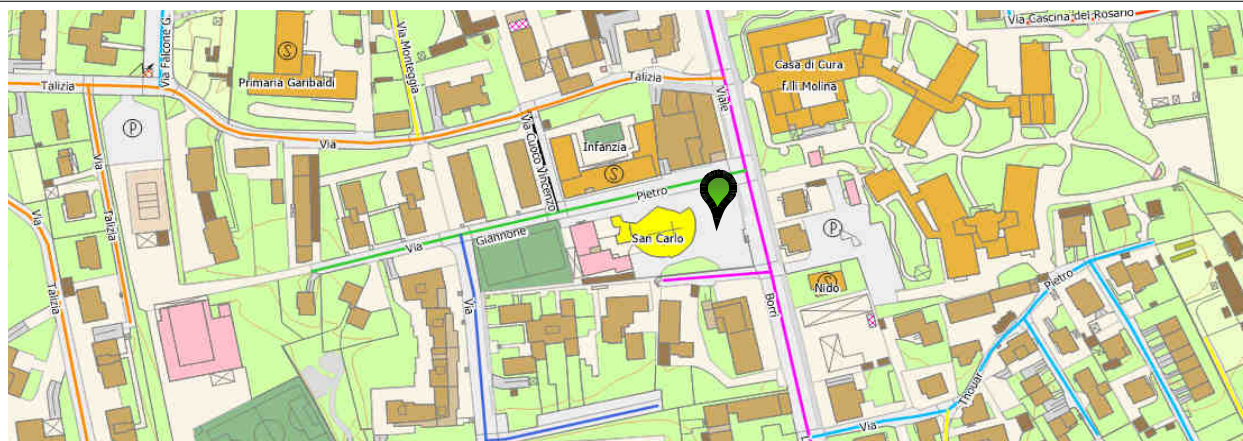 Via Cascina del Rosario
Via Falcone G.
Via Monteggia
Casa di Cura
f.lli Molina
Primaria Garibaldi
S
Talizia
Talizia
Viale
P
Via
Via Cuoco Vincenzo
Infanzia
S
Via
Talizia
Pietro
Via
Talizia
Giannone
Via
San Carlo
P
Via
Borri
S
Nido
Pietro
Thouar
Via